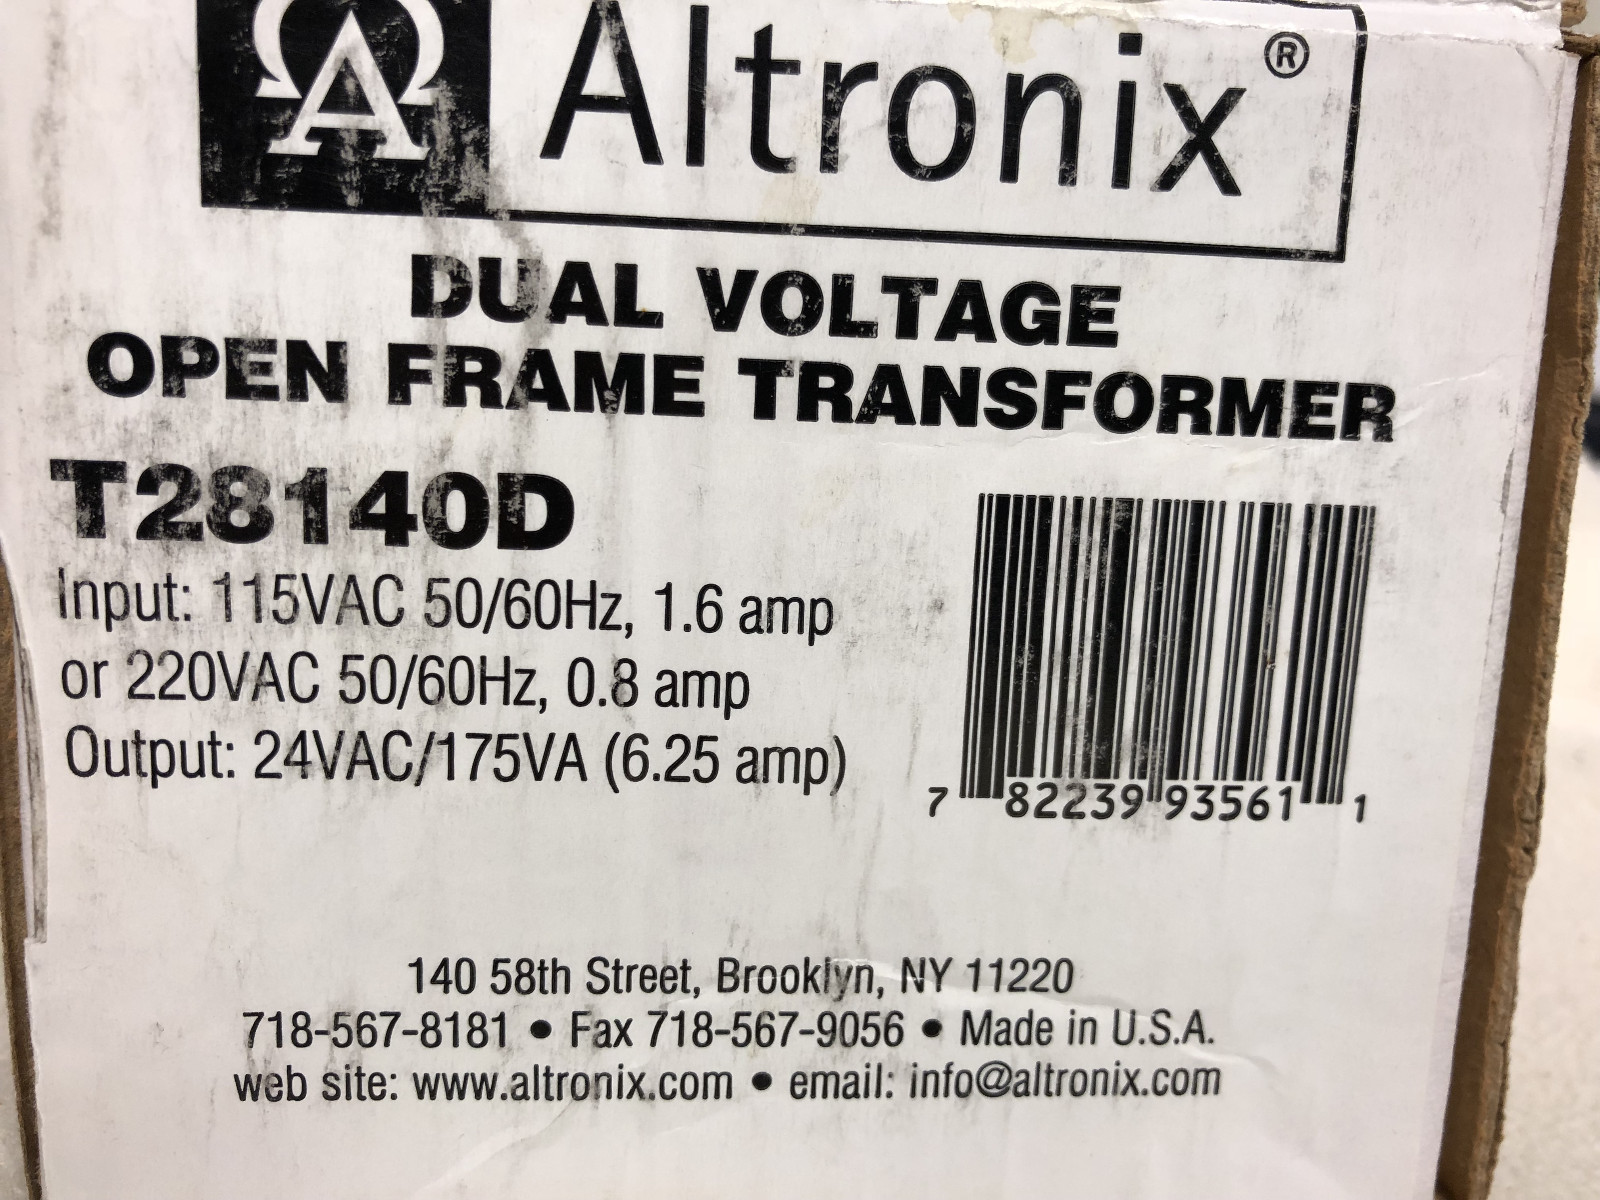 Altronix®
DUAL VOLTAGE
OPEN FRAME TRANSFORMER
T28140D
Input: 115VAC 50/60Hz, 1.6 amp
or 220VAC 50/60Hz, 0.8 amp
Output: 24VAC/175VA (6.25 amp)
7 82239 93561 1
140 58th Street, Brooklyn, NY 11220
718-567-8181 • Fax 718-567-9056 • Made in U.S.A.
web site: www.altronix.com • email: info@altronix.com